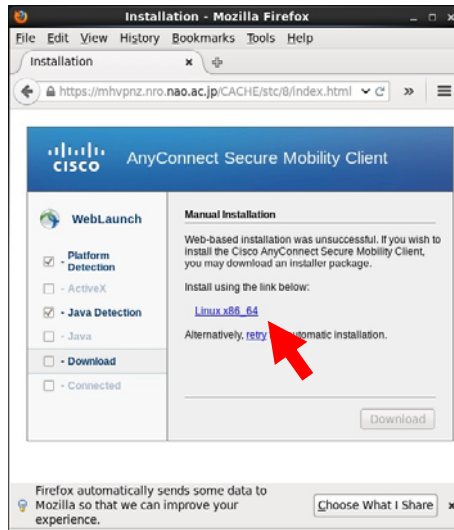 Installation - Mozilla Firefox
File Edit View History Bookmarks Tools Help
Installation
https://mhvpnz.nro.nao.ac.jp/CACHE/stc/8/index.html
CISCO
AnyConnect Secure Mobility Client
WebLaunch
- Platform
Detection
- ActiveX
- Java Detection
- Java
- Download
- Connected
Manual Installation
Web-based installation was unsuccessful. If you wish to
install the Cisco AnyConnect Secure Mobility Client,
you may download an installer package.
Install using the link below:
Linux x86_64
Alternatively, retry automatic installation.
Download
Firefox automatically sends some data to
Mozilla so that we can improve your
experience.
Choose What I Share